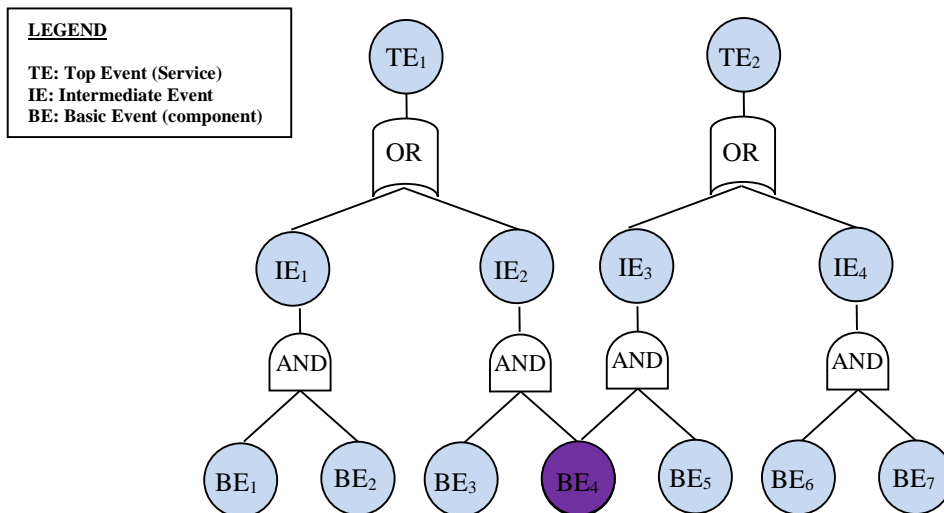 LEGEND
TE: Top Event (Service)
IE: Intermediate Event
BE: Basic Event (component)
TE₁ TE₂
OR OR
IE₁ IE₂ IE₃ IE₄
AND AND AND AND
BE₁ BE₂ BE₃ BE₄ BE₅ BE₆ BE₇